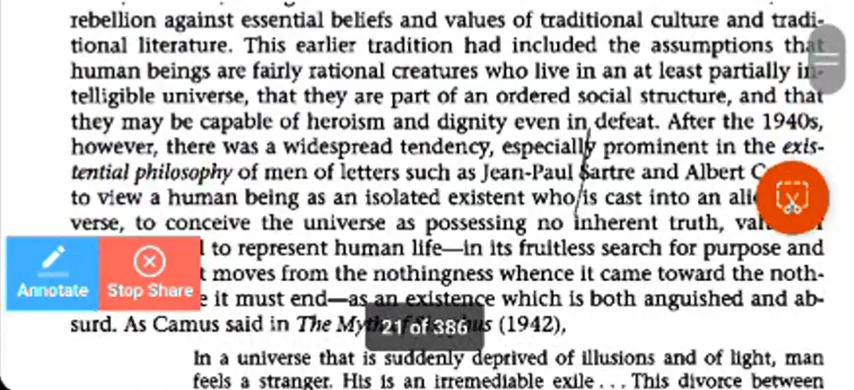 rebellion against essential beliefs and values of traditional culture and tradi-
tional literature. This earlier tradition had included the assumptions that
human beings are fairly rational creatures who live in an at least partially in-
telligible universe, that they are part of an ordered social structure, and that
they may be capable of heroism and dignity even in defeat. After the 1940s,
however, there was a widespread tendency, especially prominent in the exis-
tential philosophy of men of letters such as Jean-Paul Sartre and Albert
to view a human being as an isolated existent who is cast into an
verse, to conceive the universe as possessing no inherent truth,
to represent human life—in its fruitless search for purpose and
moves from the nothingness whence it came toward the noth-
it must end—as an existence which is both anguished and ab-
surd. As Camus said in The (1942),
In a universe that is suddenly deprived of illusions and of light, man
feels a stranger. His is an irremediable exile . . . This divorce between
Annotate
Stop Share
21 of 386